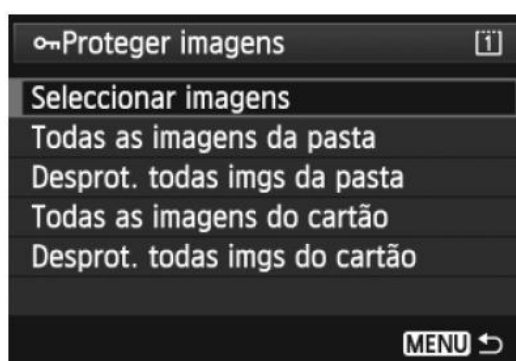 Proteger imagens 1
Seleccionar imagens
Todas as imagens da pasta
Desprot. todas imgs da pasta
Todas as imagens do cartão
Desprot. todas imgs do cartão
MENU